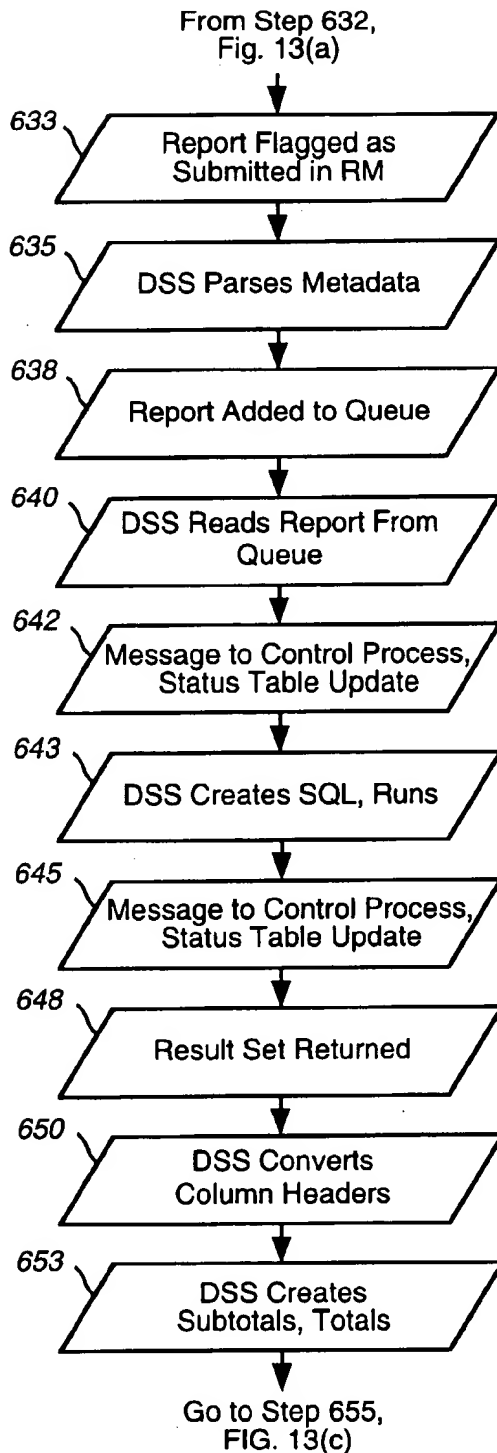 From Step 632,
Fig. 13(a)
633
Report Flagged as
Submitted in RM
635
DSS Parses Metadata
638
Report Added to Queue
640
DSS Reads Report From
Queue
642
Message to Control Process,
Status Table Update
643
DSS Creates SQL, Runs
645
Message to Control Process,
Status Table Update
648
Result Set Returned
650
DSS Converts
Column Headers
653
DSS Creates
Subtotals, Totals
Go to Step 655,
FIG. 13(c)